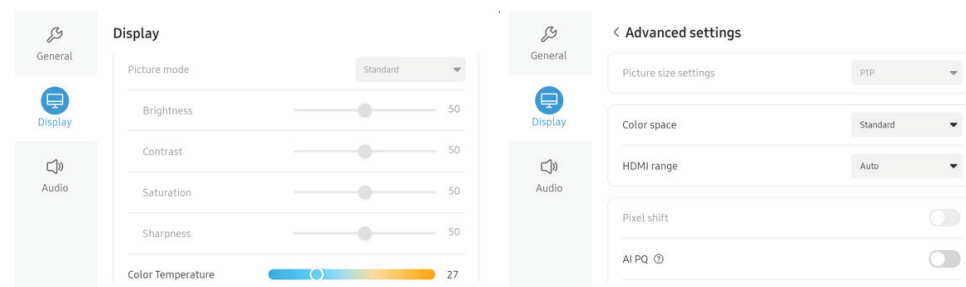 General
Display
Audio
Display
Picture mode Standard
Brightness 50
Contrast 50
Saturation 50
Sharpness 50
Color Temperature 27
General
Display
Audio
< Advanced settings
Picture size settings PTP
Color space Standard
HDMI range Auto
Pixel shift
AI PQ ?